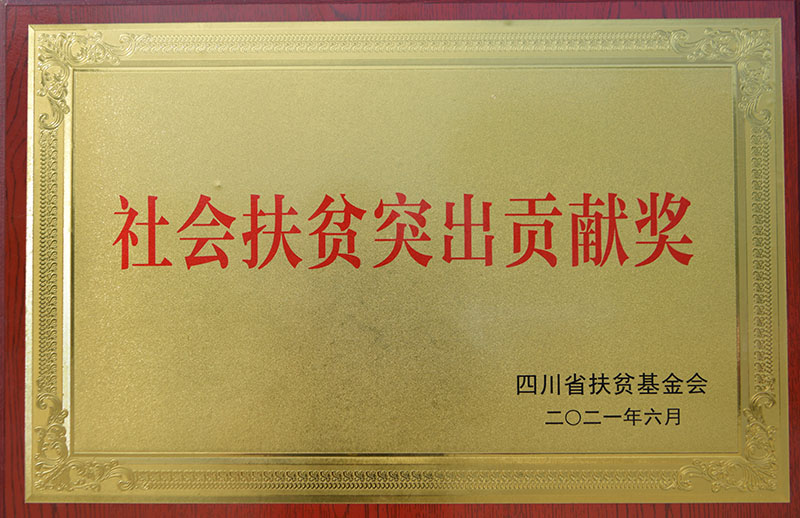 社会扶贫突出贡献奖
四川省扶贫基金会
二〇二一年六月